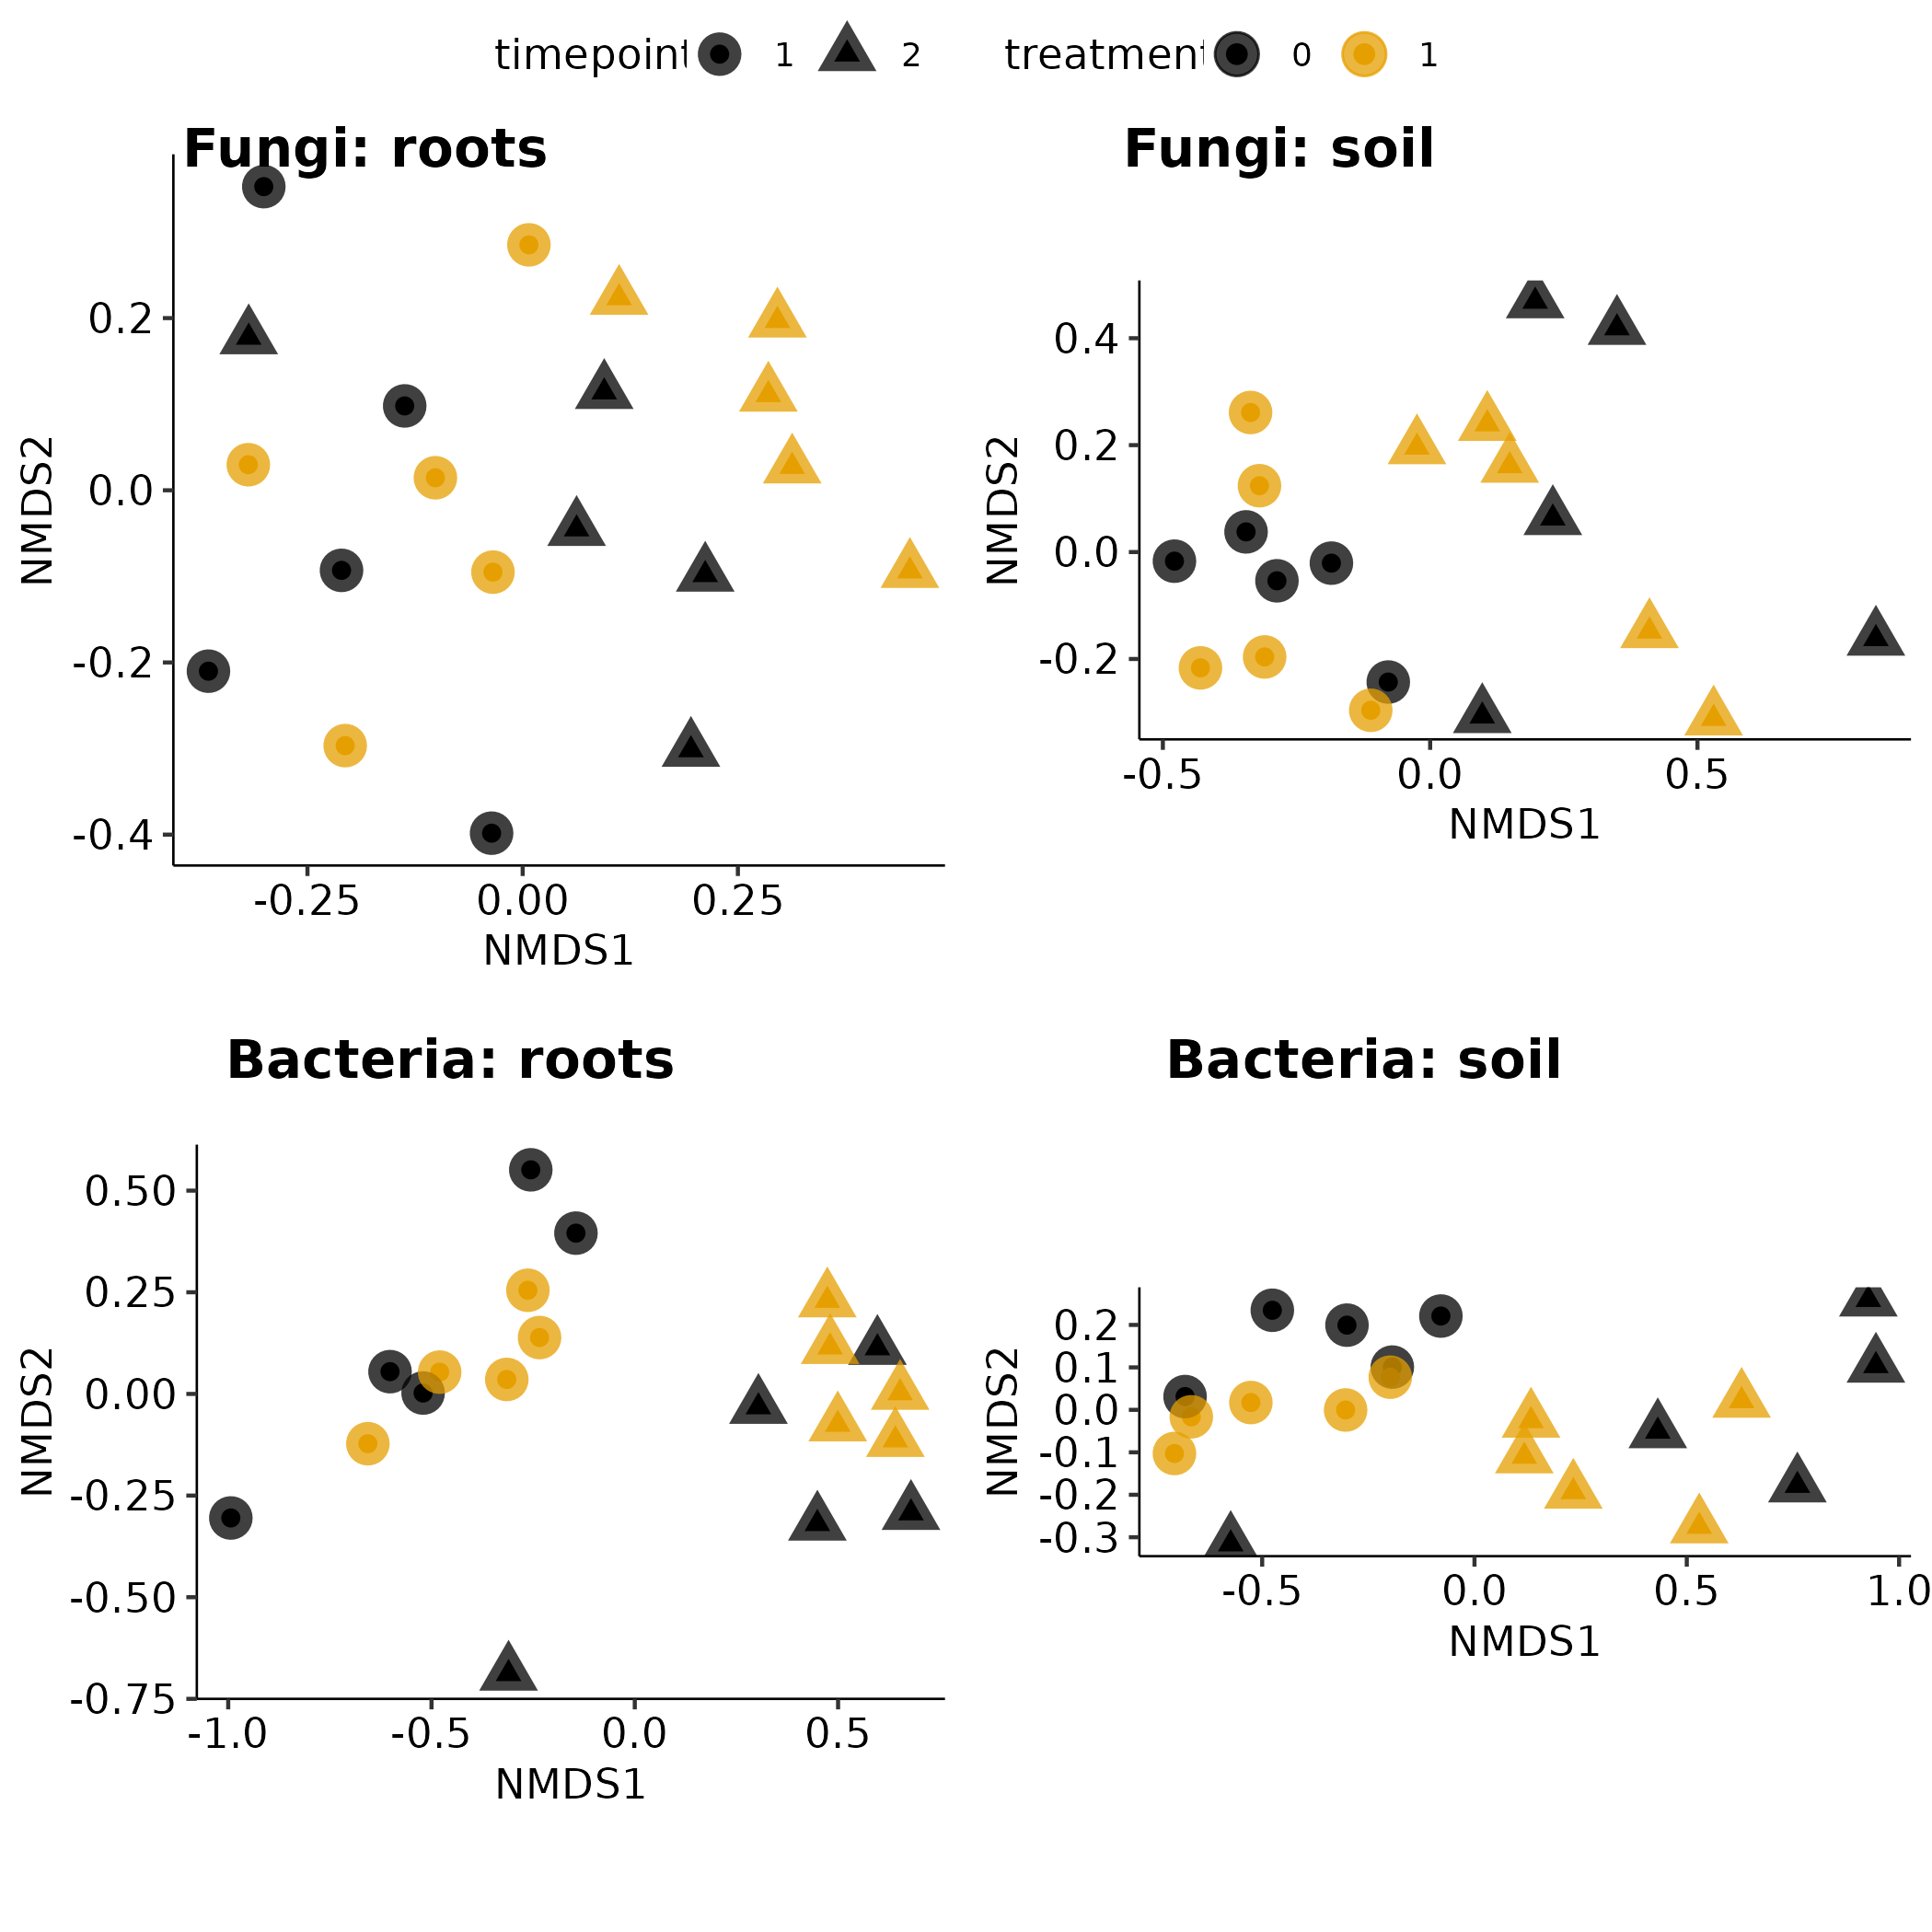 timepoint 1 2 treatment 0 1
Fungi: roots
NMDS2
0.2
0.0
-0.2
-0.4
-0.25 0.00 0.25
NMDS1
Fungi: soil
NMDS2
0.4
0.2
0.0
-0.2
-0.5 0.0 0.5
NMDS1
Bacteria: roots
NMDS2
0.50
0.25
0.00
-0.25
-0.50
-0.75
-1.0 -0.5 0.0 0.5
NMDS1
Bacteria: soil
NMDS2
0.2
0.1
0.0
-0.1
-0.2
-0.3
-0.5 0.0 0.5 1.0
NMDS1